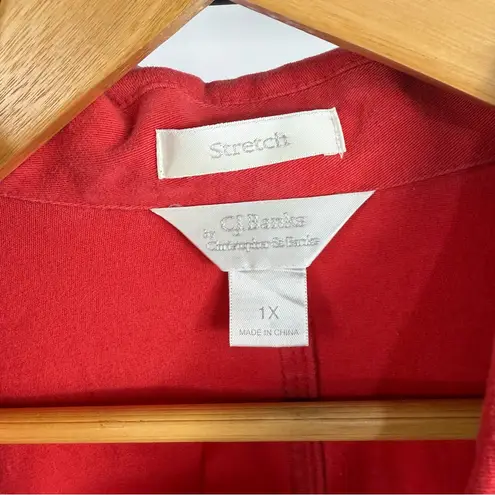 Stretch
CJ Banks
by Christopher & Banks
1X
MADE IN CHINA